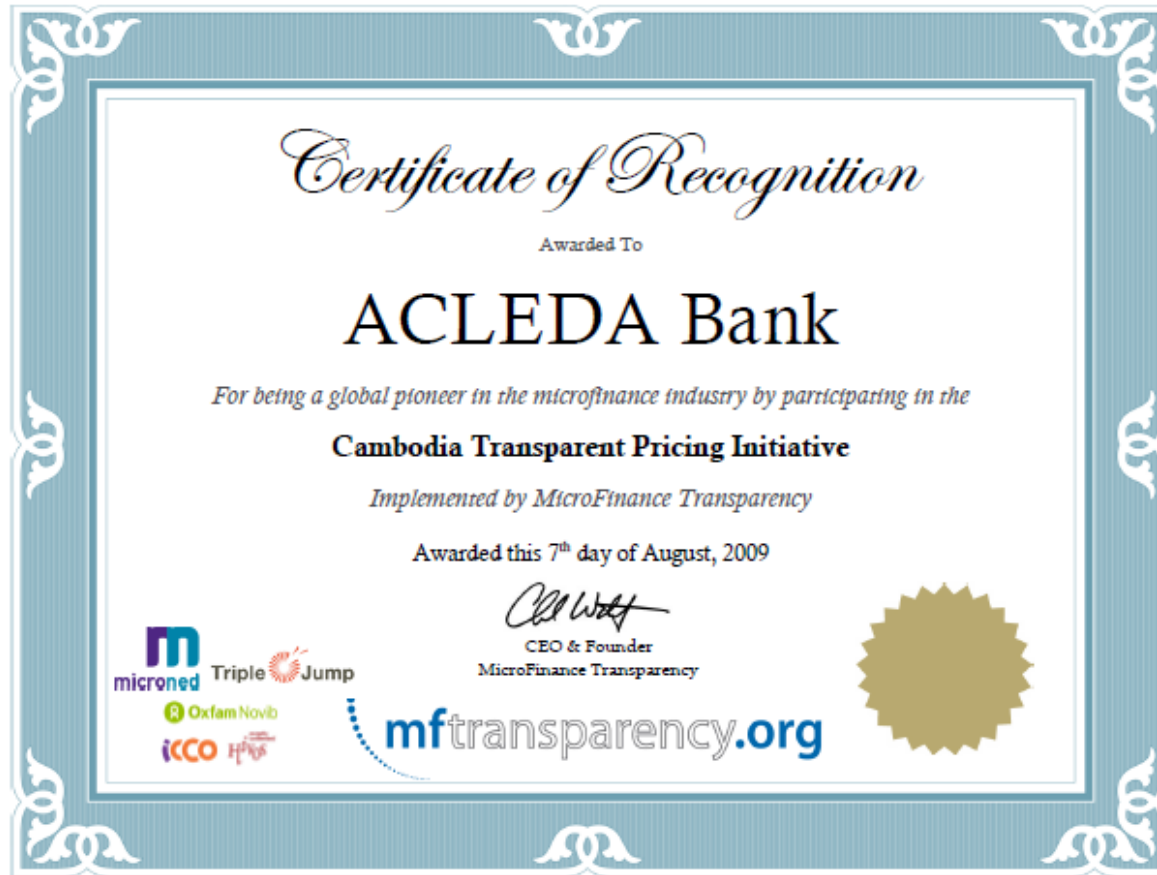 Certificate of Recognition
Awarded To
ACLEDA Bank
For being a global pioneer in the microfinance industry by participating in the
Cambodia Transparent Pricing Initiative
Implemented by MicroFinance Transparency
Awarded this 7th day of August, 2009
CEO & Founder
MicroFinance Transparency
microned
Triple Jump
Oxfam Novib
icco
mftransparency.org